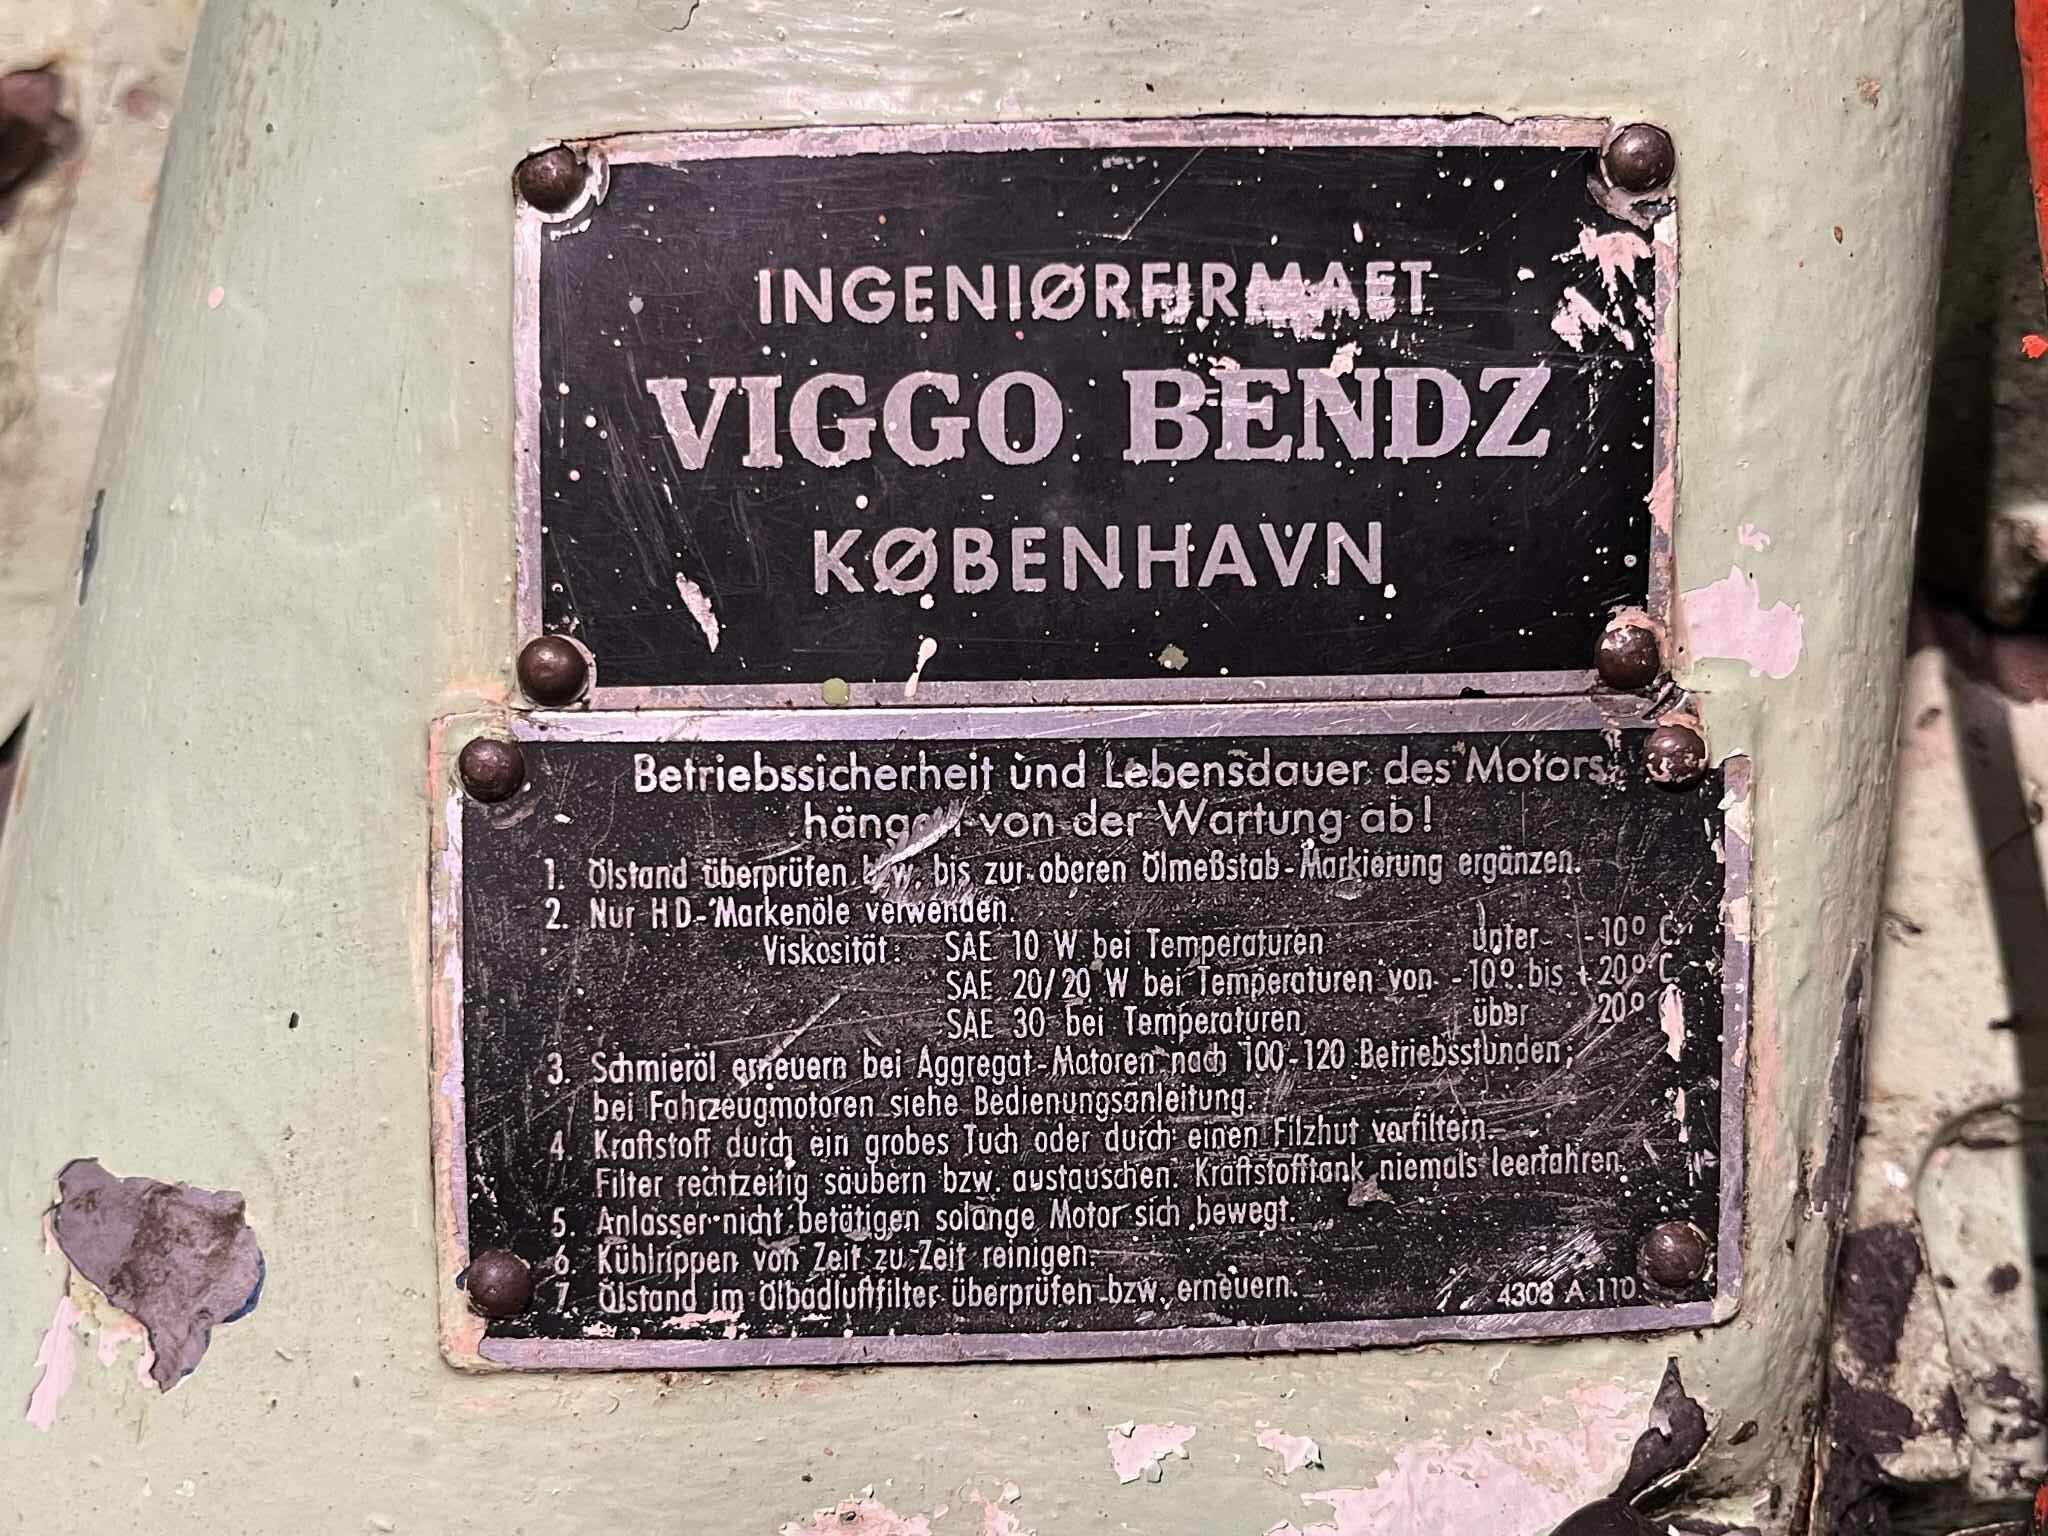 INGENIØRFIRMAET
VIGGO BENDZ
KØBENHAVN
Betriebssicherheit und Lebensdauer des Motors
hängen von der Wartung ab!
1. Ölstand überprüfen bzw. bis zur oberen Ölmeßstab-Markierung ergänzen.
2. Nur HD-Markenöle verwenden.
Viskosität: SAE 10 W bei Temperaturen unter -10° C
SAE 20/20 W bei Temperaturen von -10° bis +20° C
SAE 30 bei Temperaturen über 20° C
3. Schmieröl erneuern bei Aggregat-Motoren nach 100-120 Betriebsstunden;
bei Fahrzeugmotoren siehe Bedienungsanleitung.
4. Kraftstoff durch ein grobes Tuch oder durch einen Filzhut vorfiltern.
Filter rechtzeitig säubern bzw. austauschen. Kraftstofftank niemals leerfahren.
5. Anlasser nicht betätigen solange Motor sich bewegt.
6. Kühlrippen von Zeit zu Zeit reinigen.
7. Ölstand im Ölbadluftfilter überprüfen bzw. erneuern.
4308 A 110